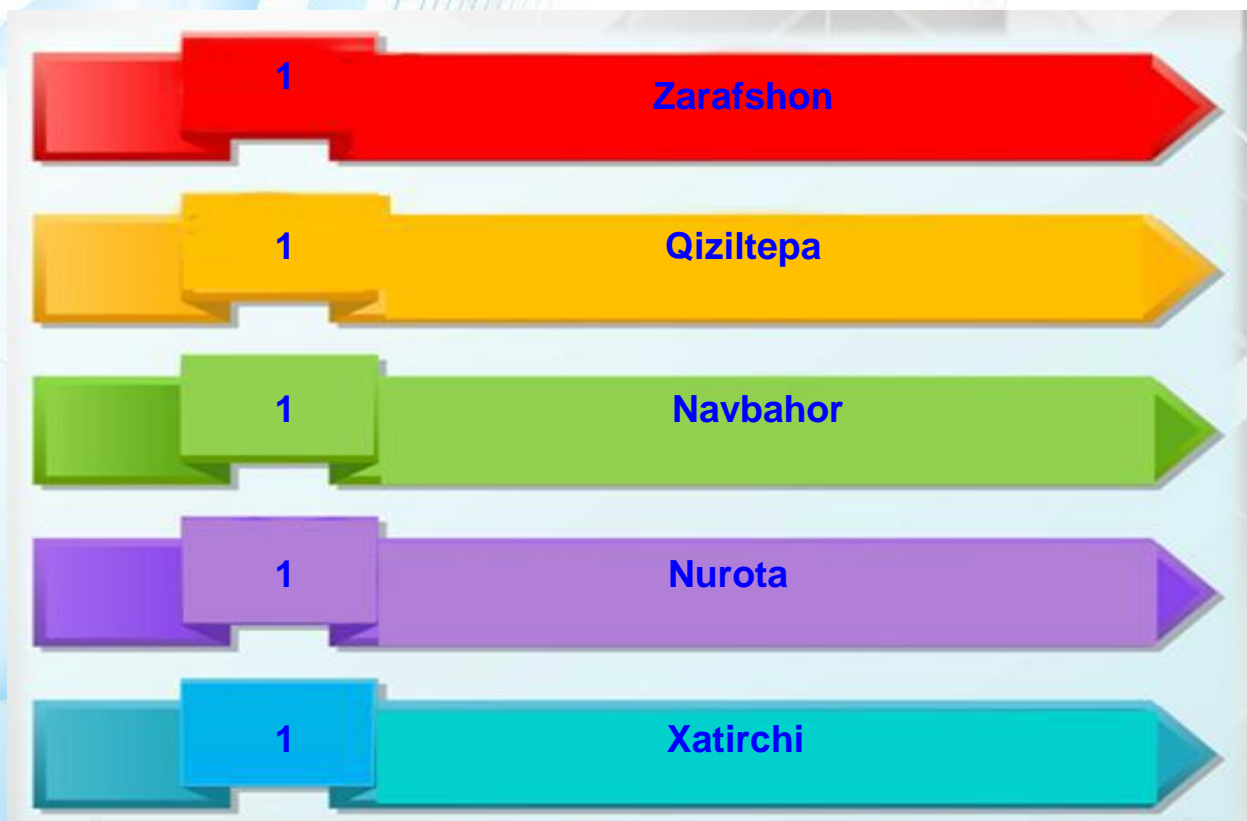 1 Zarafshon
1 Qiziltepa
1 Navbahor
1 Nurota
1 Xatirchi